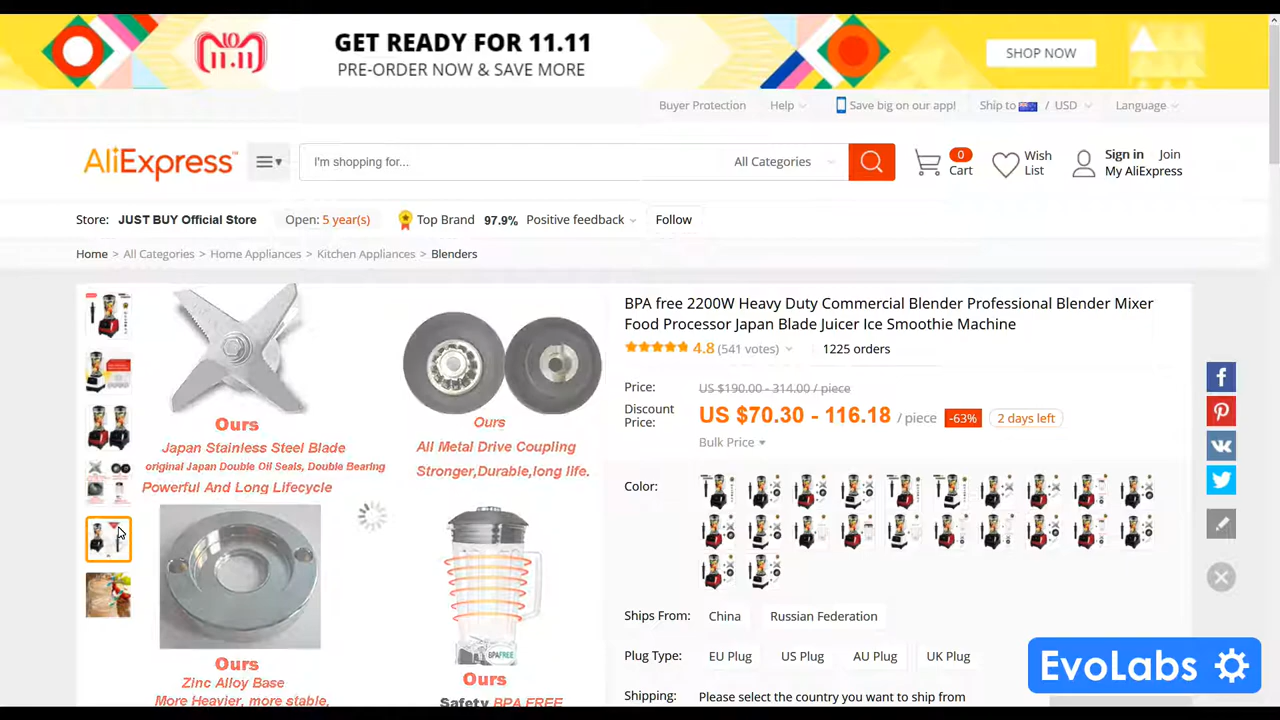 GET READY FOR 11.11
PRE-ORDER NOW & SAVE MORE
11.11
SHOP NOW
Buyer Protection Help Save big on our app! Ship to / USD Language
AliExpress
I'm shopping for... All Categories
0 Cart
Wish List
Sign in Join
My AliExpress
Store: JUST BUY Official Store Open: 5 year(s) Top Brand 97.9% Positive feedback Follow
Home > All Categories > Home Appliances > Kitchen Appliances > Blenders
Ours
Japan Stainless Steel Blade
original Japan Double Oil Seals, Double Bearing
Powerful And Long Lifecycle
Ours
All Metal Drive Coupling
Stronger,Durable,long life.
Ours
Zinc Alloy Base
More Heavier, more stable,
BPAFREE
Ours
Safety BPA FREE
BPA free 2200W Heavy Duty Commercial Blender Professional Blender Mixer
Food Processor Japan Blade Juicer Ice Smoothie Machine
4.8 (541 votes) 1225 orders
Price: US $190.00 - 314.00 / piece
Discount Price: US $70.30 - 116.18 / piece -63% 2 days left
Bulk Price
Color:
Ships From: China Russian Federation
Plug Type: EU Plug US Plug AU Plug UK Plug
Shipping: Please select the country you want to ship from
EvoLabs